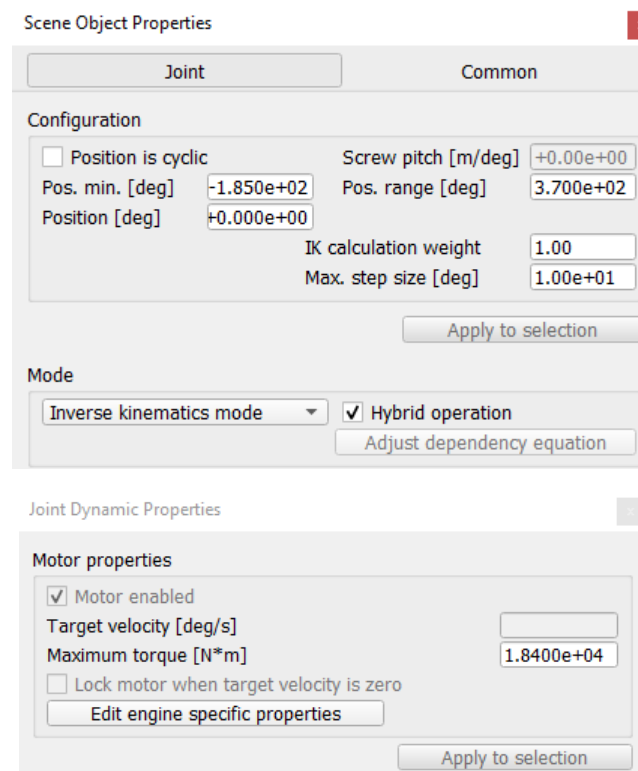 Scene Object Properties
Joint Common
Configuration
Position is cyclic Screw pitch [m/deg] +0.00e+00
Pos. min. [deg] -1.850e+02 Pos. range [deg] 3.700e+02
Position [deg] +0.000e+00
IK calculation weight 1.00
Max. step size [deg] 1.00e+01
Apply to selection
Mode
Inverse kinematics mode Hybrid operation
Adjust dependency equation
Joint Dynamic Properties
Motor properties
Motor enabled
Target velocity [deg/s]
Maximum torque [N*m] 1.8400e+04
Lock motor when target velocity is zero
Edit engine specific properties
Apply to selection